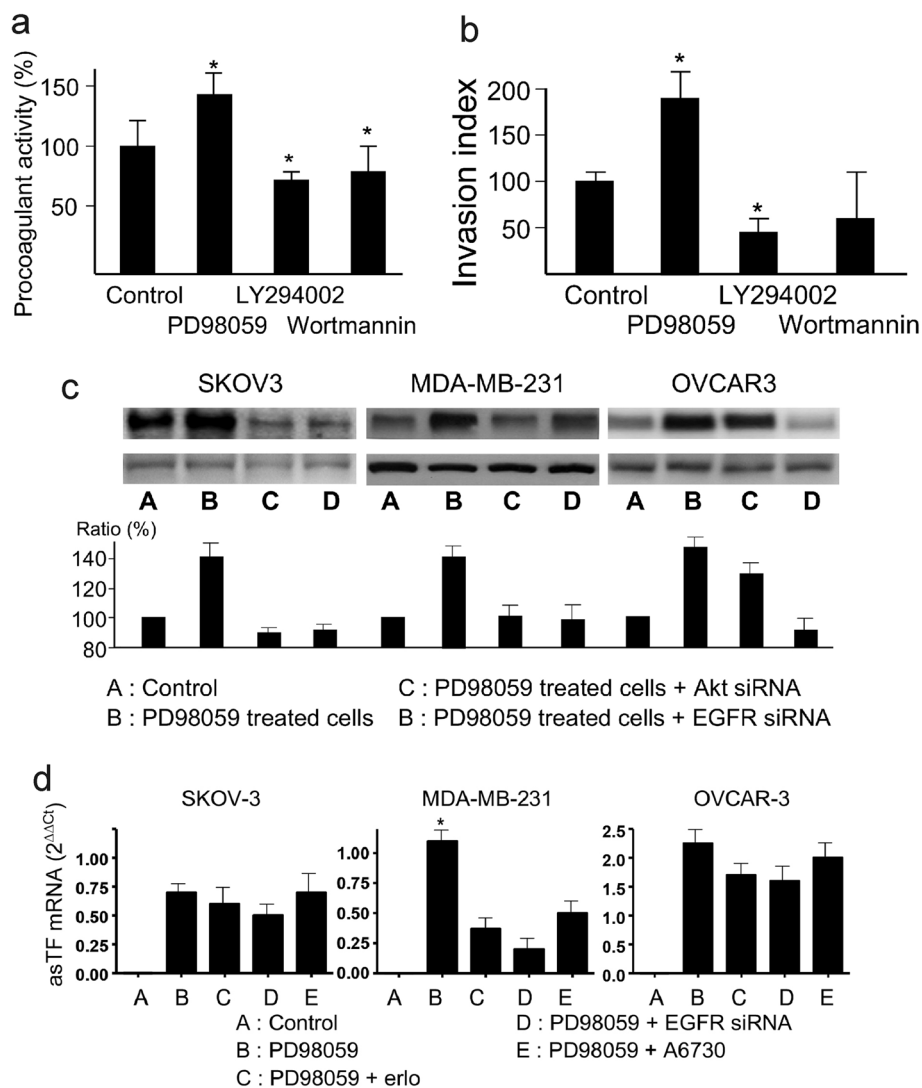 a
Procoagulant activity (%)
150
100
50
*
*
*
Control
LY294002
PD98059
Wortmannin
b
Invasion index
200
150
100
50
*
*
Control
LY294002
PD98059
Wortmannin
c
SKOV3
MDA-MB-231
OVCAR3
A B C D A B C D A B C D
Ratio (%)
140
120
100
80
A : Control
C : PD98059 treated cells + Akt siRNA
B : PD98059 treated cells
B : PD98059 treated cells + EGFR siRNA
d
SKOV-3
MDA-MB-231
OVCAR-3
asTF mRNA (2ΔΔCt)
1.00
0.75
0.50
0.25
0.00
A B C D E
*
1.00
0.75
0.50
0.25
0.00
A B C D E
2.5
2.0
1.5
1.0
0.5
0.0
A B C D E
A : Control
D : PD98059 + EGFR siRNA
B : PD98059
E : PD98059 + A6730
C : PD98059 + erlo